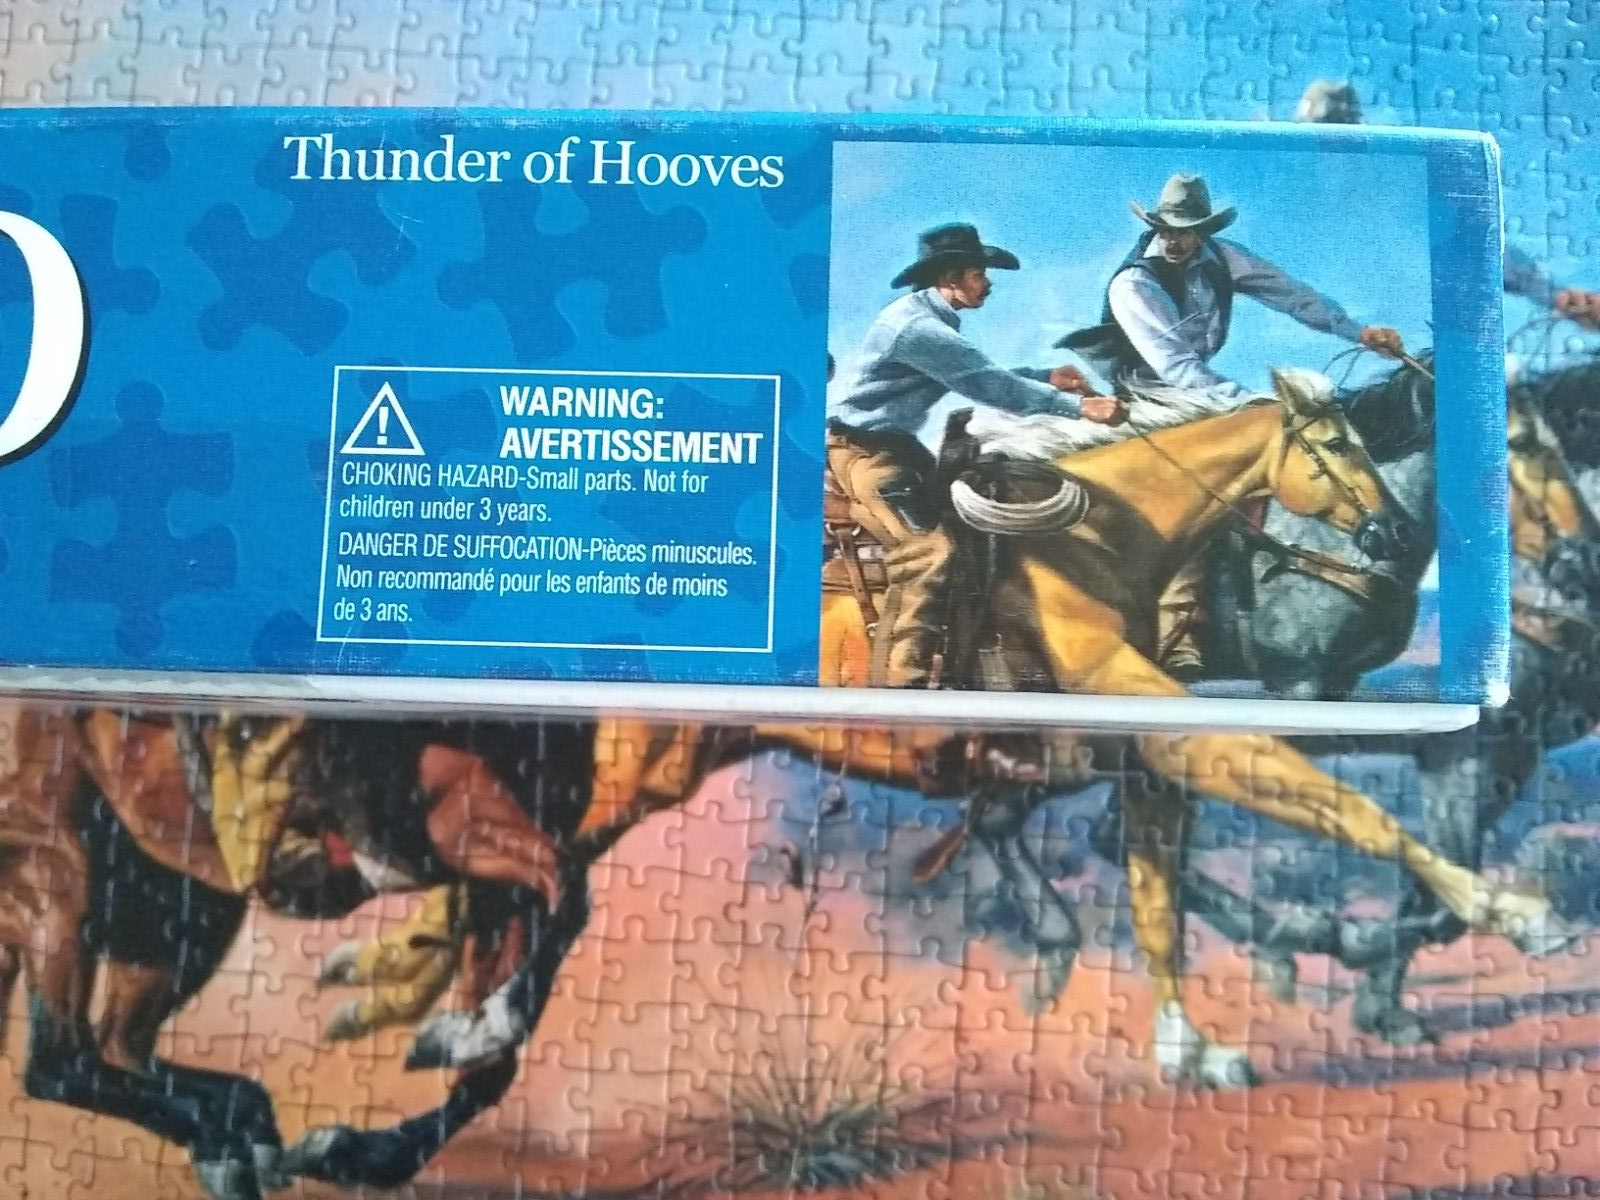 Thunder of Hooves
WARNING:
AVERTISSEMENT
CHOKING HAZARD-Small parts. Not for
children under 3 years.
DANGER DE SUFFOCATION-Pièces minuscules.
Non recommandé pour les enfants de moins
de 3 ans.